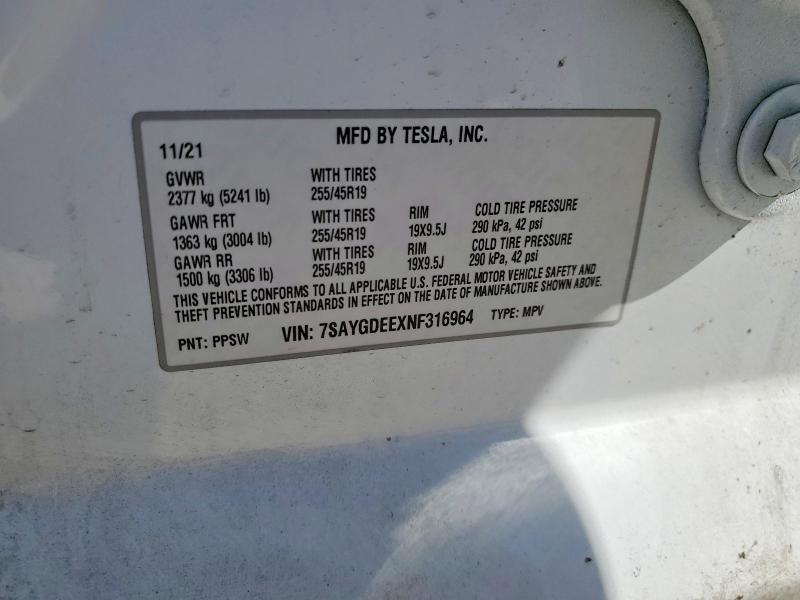 MFD BY TESLA, INC.
11/21
GVWR WITH TIRES
2377 kg (5241 lb) 255/45R19
GAWR FRT WITH TIRES RIM COLD TIRE PRESSURE
1363 kg (3004 lb) 255/45R19 19X9.5J 290 kPa, 42 psi
GAWR RR WITH TIRES RIM COLD TIRE PRESSURE
1500 kg (3306 lb) 255/45R19 19X9.5J 290 kPa, 42 psi
THIS VEHICLE CONFORMS TO ALL APPLICABLE U.S. FEDERAL MOTOR VEHICLE SAFETY AND
THEFT PREVENTION STANDARDS IN EFFECT ON THE DATE OF MANUFACTURE SHOWN ABOVE.
PNT: PPSW VIN: 7SAYGDEEXNF316964 TYPE: MPV